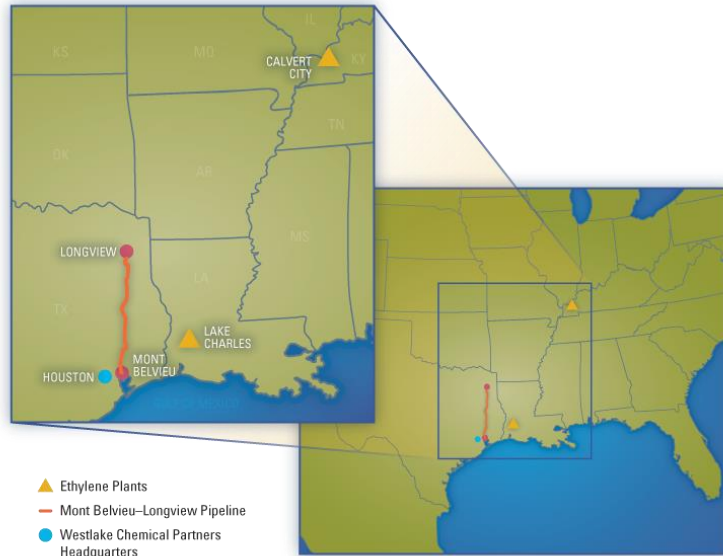 IL
KS
MO
CALVERT
CITY
KY
TN
OK
AR
MS
LONGVIEW
LA
TX
LAKE
CHARLES
MONT
BELVIEU
HOUSTON
Ethylene Plants
Mont Belvieu–Longview Pipeline
Westlake Chemical Partners
Headquarters